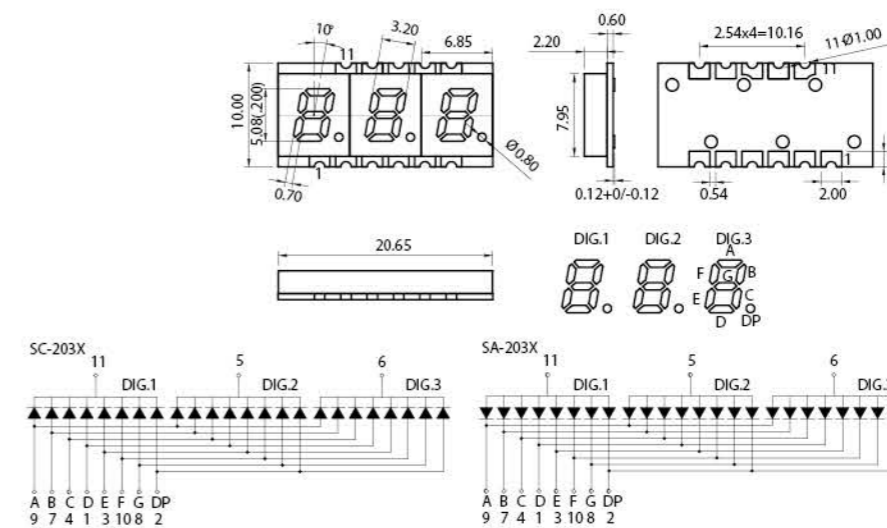 10°
3.20
6.85
11
10.00
5.08(.200)
0.70
1
Ø0.80
0.60
2.20
7.95
0.12+0/-0.12
2.54x4=10.16
11-Ø1.00
11
1
0.54
2.00
20.65
DIG.1 DIG.2 DIG.3
A
F G B
E C
D DP
SC-203X
11 5 6
DIG.1 DIG.2 DIG.3
A B C D E F G DP
9 7 4 1 3 10 8 2
SA-203X
11 5 6
DIG.1 DIG.2 DIG.
A B C D E F G DP
9 7 4 1 3 10 8 2